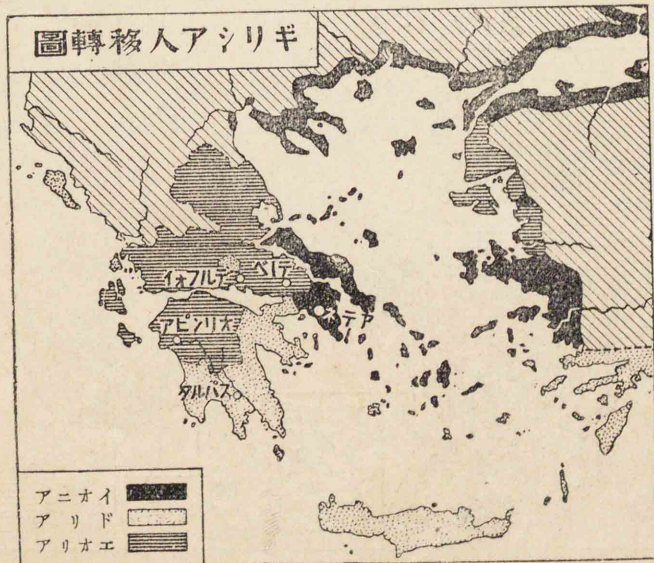 ギリシア人移轉圖
デルフォイ
テーベ
アテネ
オリンピア
スパルタ
イオニア
ドリア
エオリア